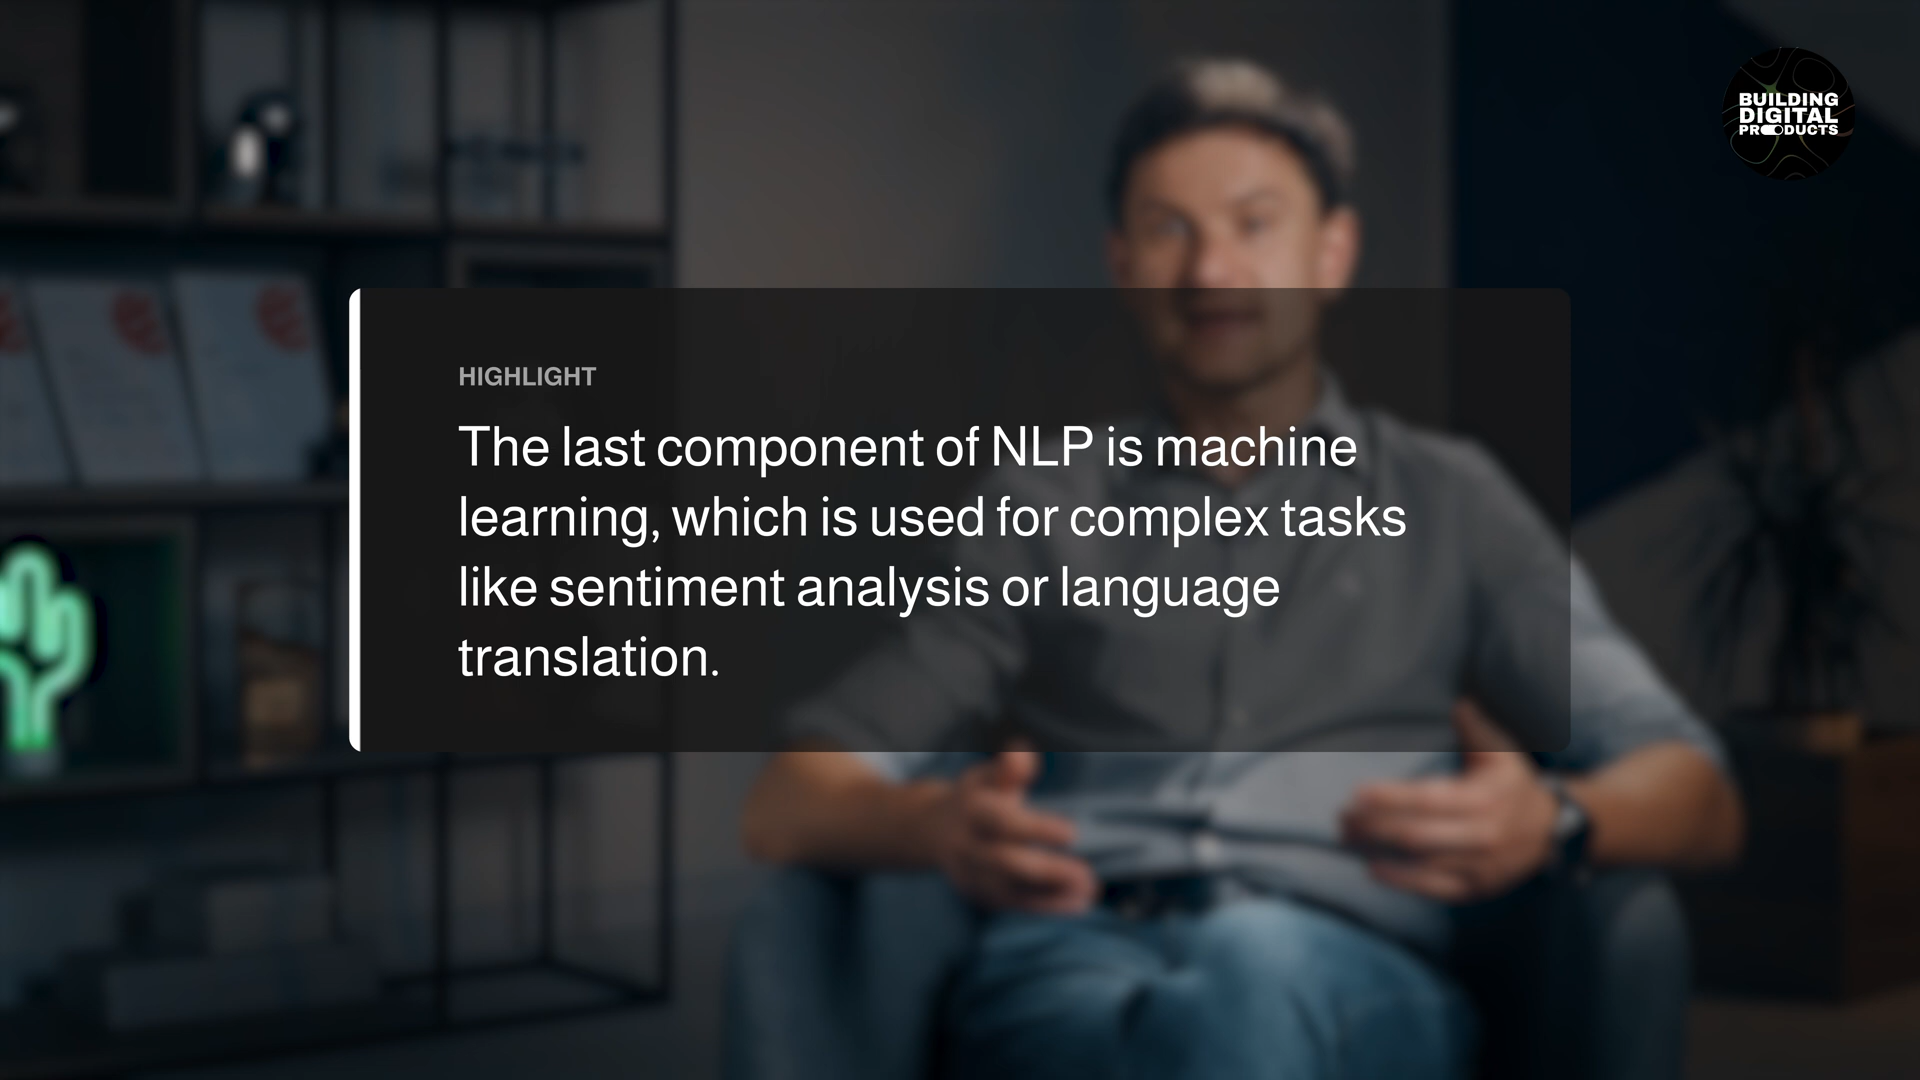 BUILDING
DIGITAL
PRODUCTS
HIGHLIGHT
The last component of NLP is machine
learning, which is used for complex tasks
like sentiment analysis or language
translation.